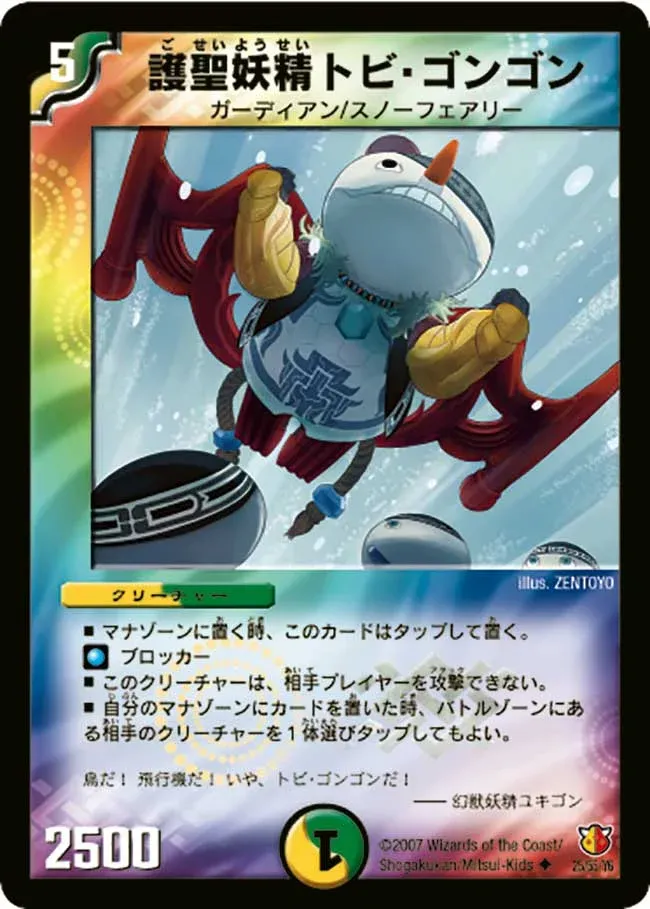 5
ご せい よう せい
護聖妖精トビ・ゴンゴン
ガーディアン/スノーフェアリー
illus. ZENTOYO
クリーチャー
■ マナゾーンに置く時、このカードはタップして置く。
ブロッカー
■ このクリーチャーは、相手プレイヤーを攻撃できない。
■ 自分のマナゾーンにカードを置いた時、バトルゾーンにあ
る相手のクリーチャーを1体選びタップしてもよい。
鳥だ! 飛行機だ! いや、トビ・ゴンゴンだ!
—— 幻獣妖精ユキゴン
2500
1
©2007 Wizards of the Coast/
Shogakukan/Mitsui-Kids ◆
25/55 Y6